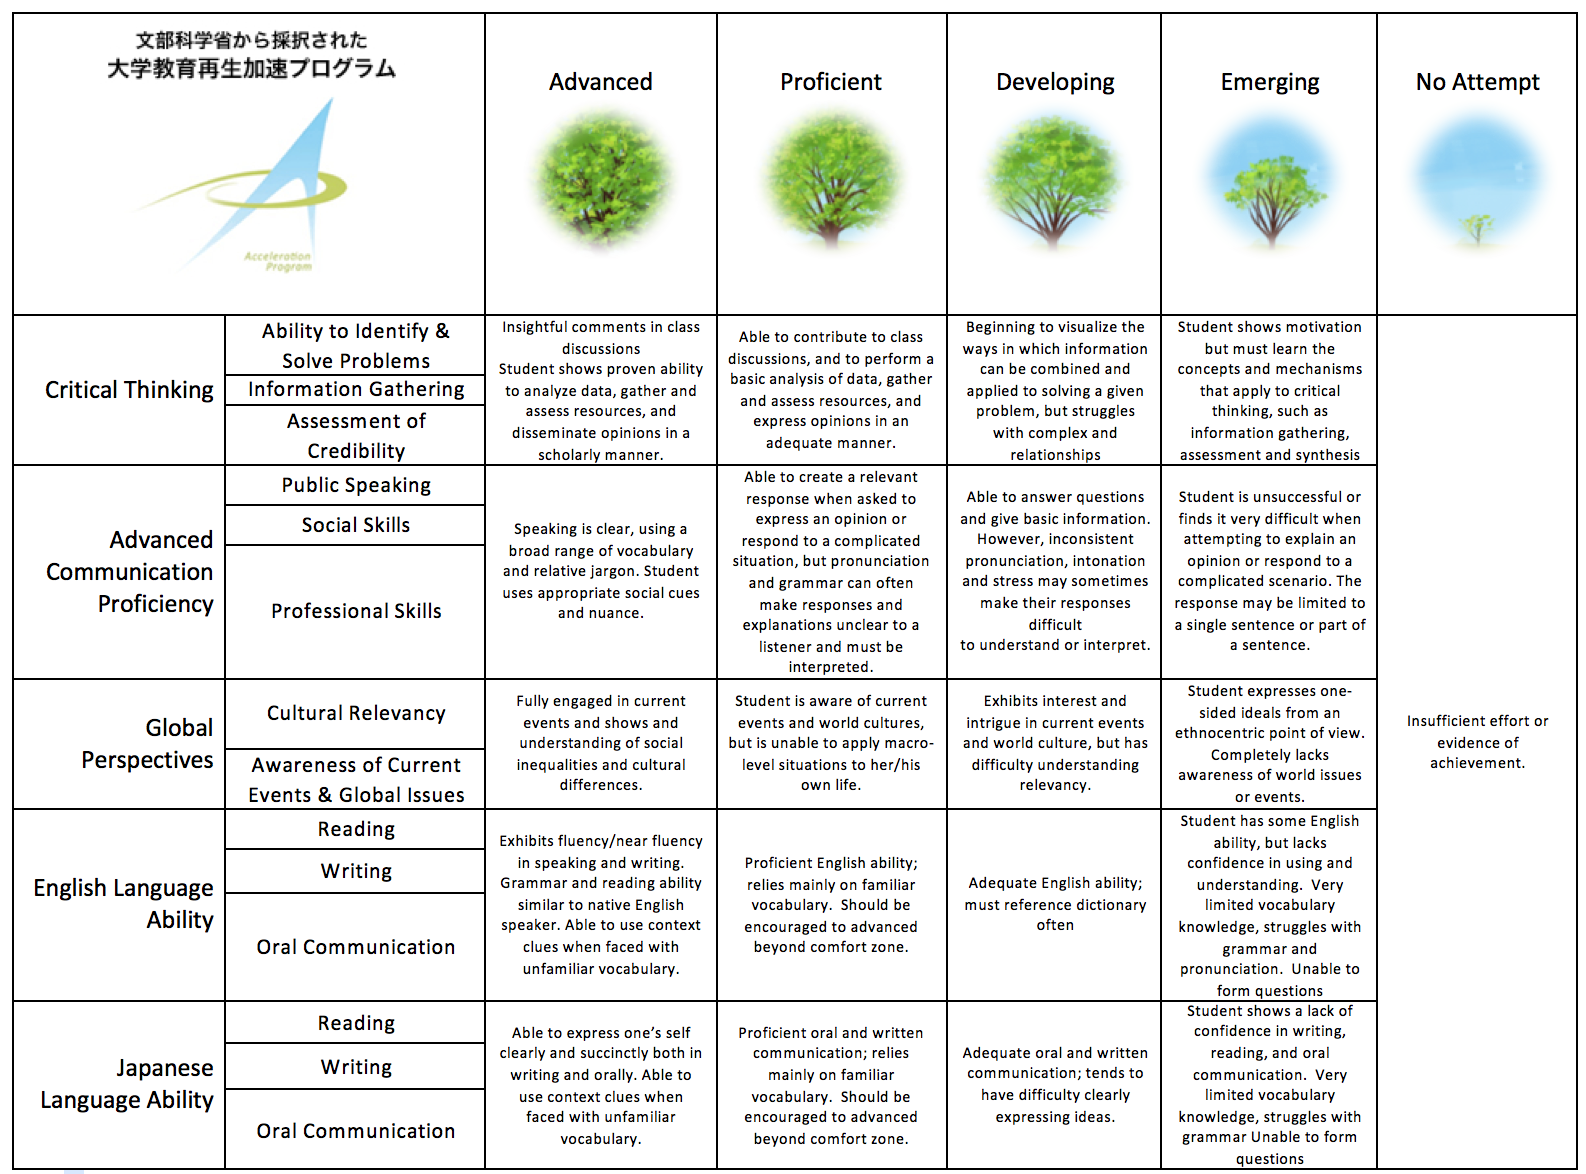 文部科学省から採択された
大学教育再生加速プログラム
Acceleration
Program
Advanced
Proficient
Developing
Emerging
No Attempt
Critical Thinking
Ability to Identify &
Solve Problems
Information Gathering
Assessment of
Credibility
Insightful comments in class
discussions
Student shows proven ability
to analyze data, gather and
assess resources, and
disseminate opinions in a
scholarly manner.
Able to contribute to class
discussions, and to perform a
basic analysis of data, gather
and assess resources, and
express opinions in an
adequate manner.
Beginning to visualize the
ways in which information
can be combined and
applied to solving a given
problem, but struggles
with complex and
relationships
Student shows motivation
but must learn the
concepts and mechanisms
that apply to critical
thinking, such as
information gathering,
assessment and synthesis
Insufficient effort or
evidence of
achievement.
Advanced
Communication
Proficiency
Public Speaking
Social Skills
Professional Skills
Speaking is clear, using a
broad range of vocabulary
and relative jargon. Student
uses appropriate social cues
and nuance.
Able to create a relevant
response when asked to
express an opinion or
respond to a complicated
situation, but pronunciation
and grammar can often
make responses and
explanations unclear to a
listener and must be
interpreted.
Able to answer questions
and give basic information.
However, inconsistent
pronunciation, intonation
and stress may sometimes
make their responses
difficult
to understand or interpret.
Student is unsuccessful or
finds it very difficult when
attempting to explain an
opinion or respond to a
complicated scenario. The
response may be limited to
a single sentence or part of
a sentence.
Global
Perspectives
Cultural Relevancy
Awareness of Current
Events & Global Issues
Fully engaged in current
events and shows and
understanding of social
inequalities and cultural
differences.
Student is aware of current
events and world cultures,
but is unable to apply macro-
level situations to her/his
own life.
Exhibits interest and
intrigue in current events
and world culture, but has
difficulty understanding
relevancy.
Student expresses one-
sided ideals from an
ethnocentric point of view.
Completely lacks
awareness of world issues
or events.
English Language
Ability
Reading
Writing
Oral Communication
Exhibits fluency/near fluency
in speaking and writing.
Grammar and reading ability
similar to native English
speaker. Able to use context
clues when faced with
unfamiliar vocabulary.
Proficient English ability;
relies mainly on familiar
vocabulary.  Should be
encouraged to advanced
beyond comfort zone.
Adequate English ability;
must reference dictionary
often
Student has some English
ability, but lacks
confidence in using and
understanding.  Very
limited vocabulary
knowledge, struggles with
grammar and
pronunciation.  Unable to
form questions
Japanese
Language Ability
Reading
Writing
Oral Communication
Able to express one’s self
clearly and succinctly both in
writing and orally. Able to
use context clues when
faced with unfamiliar
vocabulary.
Proficient oral and written
communication; relies
mainly on familiar
vocabulary.  Should be
encouraged to advanced
beyond comfort zone.
Adequate oral and written
communication; tends to
have difficulty clearly
expressing ideas.
Student shows a lack of
confidence in writing,
reading, and oral
communication.  Very
limited vocabulary
knowledge, struggles with
grammar Unable to form
questions